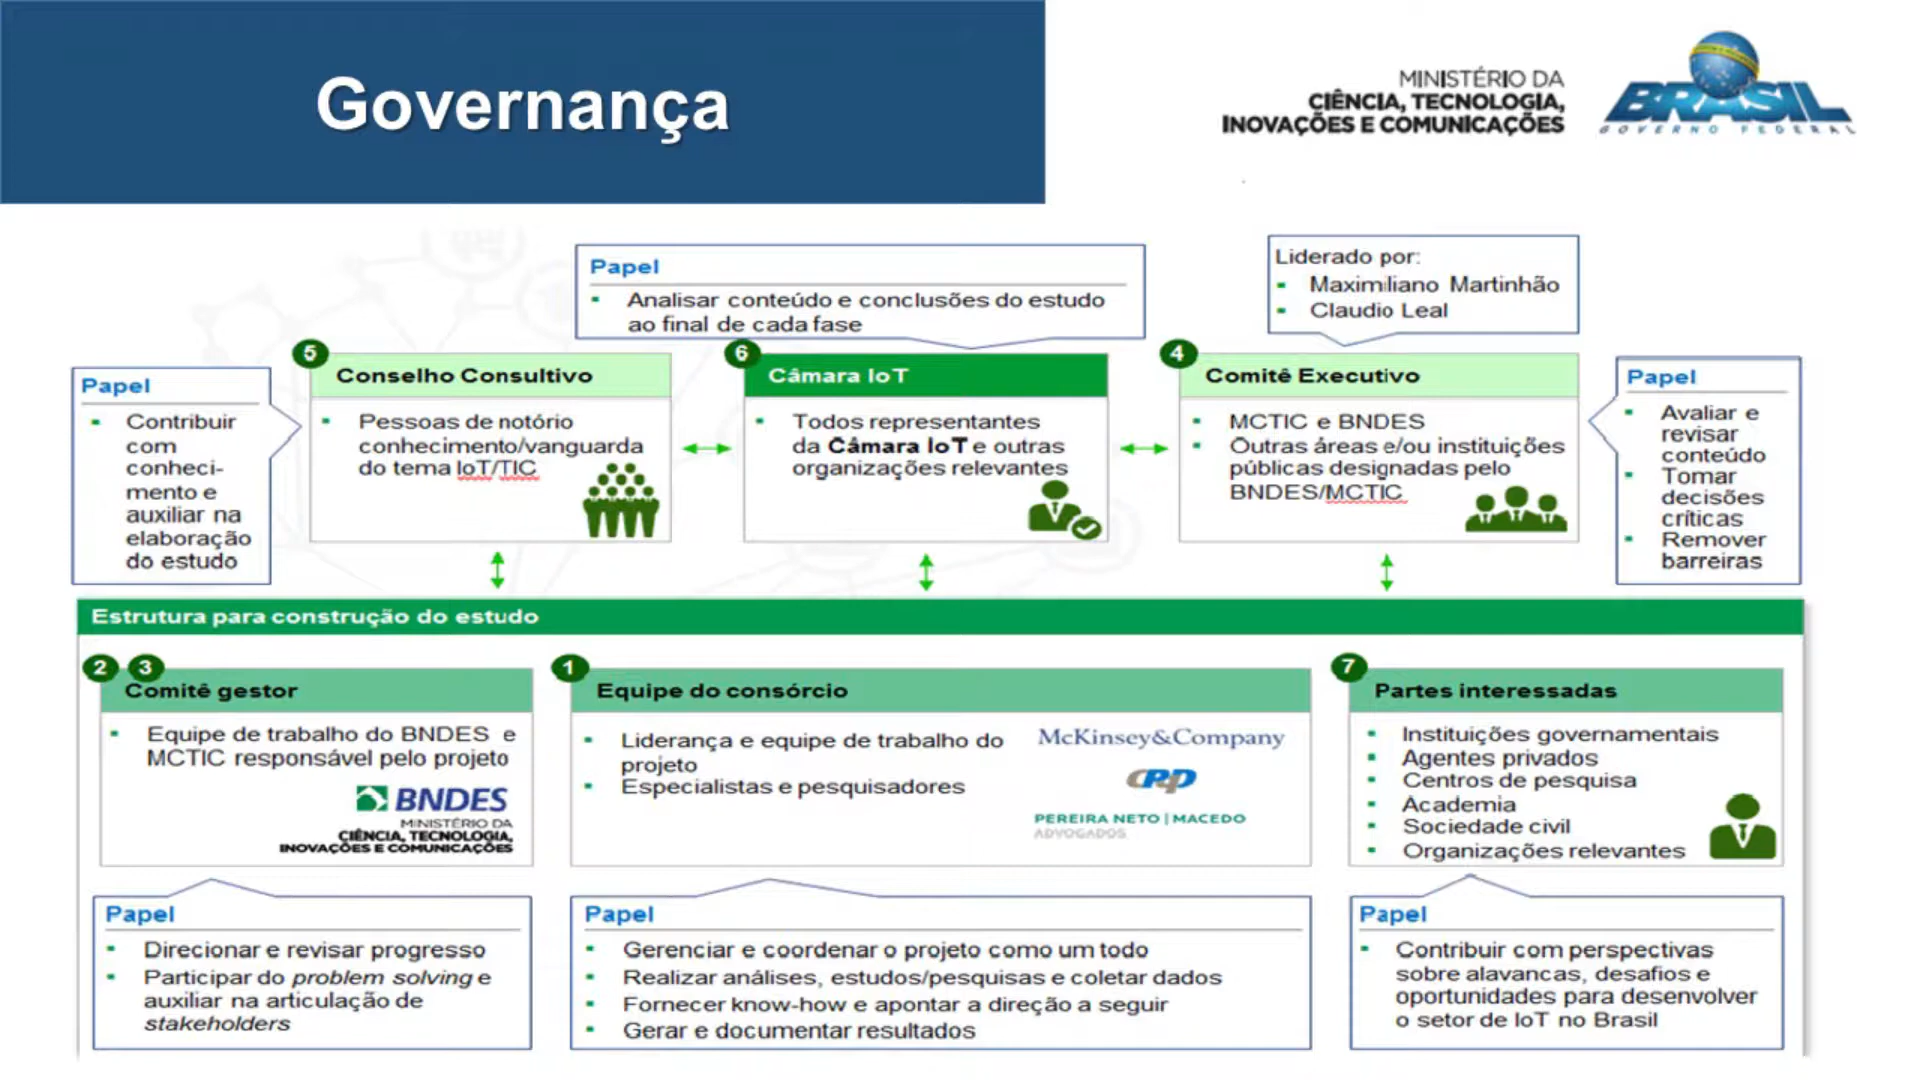 Governança
MINISTÉRIO DA
CIÊNCIA, TECNOLOGIA,
INOVAÇÕES E COMUNICAÇÕES
BRASIL
GOVERNO FEDERAL
Papel
Analisar conteúdo e conclusões do estudo
ao final de cada fase
Liderado por:
Maximiliano Martinhão
Claudio Leal
Papel
Contribuir
com
conheci-
mento e
auxiliar na
elaboração
do estudo
5
Conselho Consultivo
Pessoas de notório
conhecimento/vanguarda
do tema IoT/TIC
6
Câmara IoT
Todos representantes
da Câmara IoT e outras
organizações relevantes
4
Comitê Executivo
MCTIC e BNDES
Outras áreas e/ou instituições
públicas designadas pelo
BNDES/MCTIC
Papel
Avaliar e
revisar
conteúdo
Tomar
decisões
críticas
Remover
barreiras
Estrutura para construção do estudo
2 3
Comitê gestor
Equipe de trabalho do BNDES e
MCTIC responsável pelo projeto
BNDES
MINISTÉRIO DA
CIÊNCIA, TECNOLOGIA,
INOVAÇÕES E COMUNICAÇÕES
1
Equipe do consórcio
Liderança e equipe de trabalho do
projeto
Especialistas e pesquisadores
McKinsey&Company
CPqD
PEREIRA NETO | MACEDO
ADVOGADOS
7
Partes interessadas
Instituições governamentais
Agentes privados
Centros de pesquisa
Academia
Sociedade civil
Organizações relevantes
Papel
Direcionar e revisar progresso
Participar do problem solving e
auxiliar na articulação de
stakeholders
Papel
Gerenciar e coordenar o projeto como um todo
Realizar análises, estudos/pesquisas e coletar dados
Fornecer know-how e apontar a direção a seguir
Gerar e documentar resultados
Papel
Contribuir com perspectivas
sobre alavancas, desafios e
oportunidades para desenvolver
o setor de IoT no Brasil